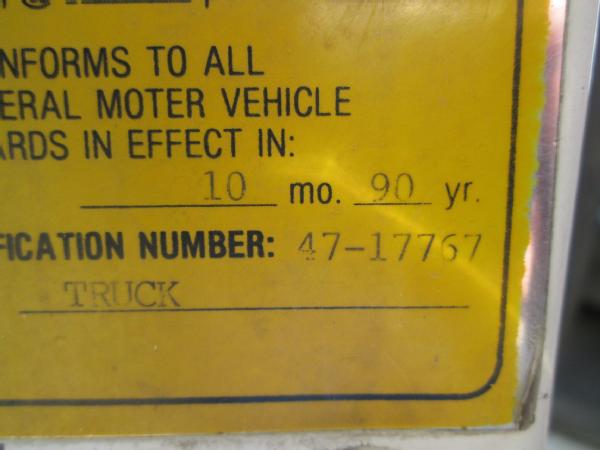 NFORMS TO ALL
ERAL MOTER VEHICLE
ARDS IN EFFECT IN:
10 mo. 90 yr.
FICATION NUMBER: 47-17767
TRUCK